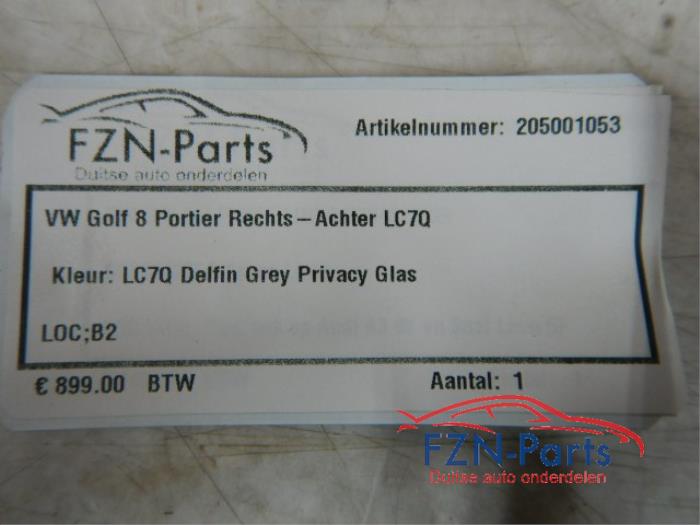 FZN-Parts
Duitse auto onderdelen
Artikelnummer: 205001053
VW Golf 8 Portier Rechts – Achter LC7Q
Kleur: LC7Q Delfin Grey Privacy Glas
LOC;B2
€ 899.00 BTW
Aantal: 1
FZN-Parts
Duitse auto onderdelen